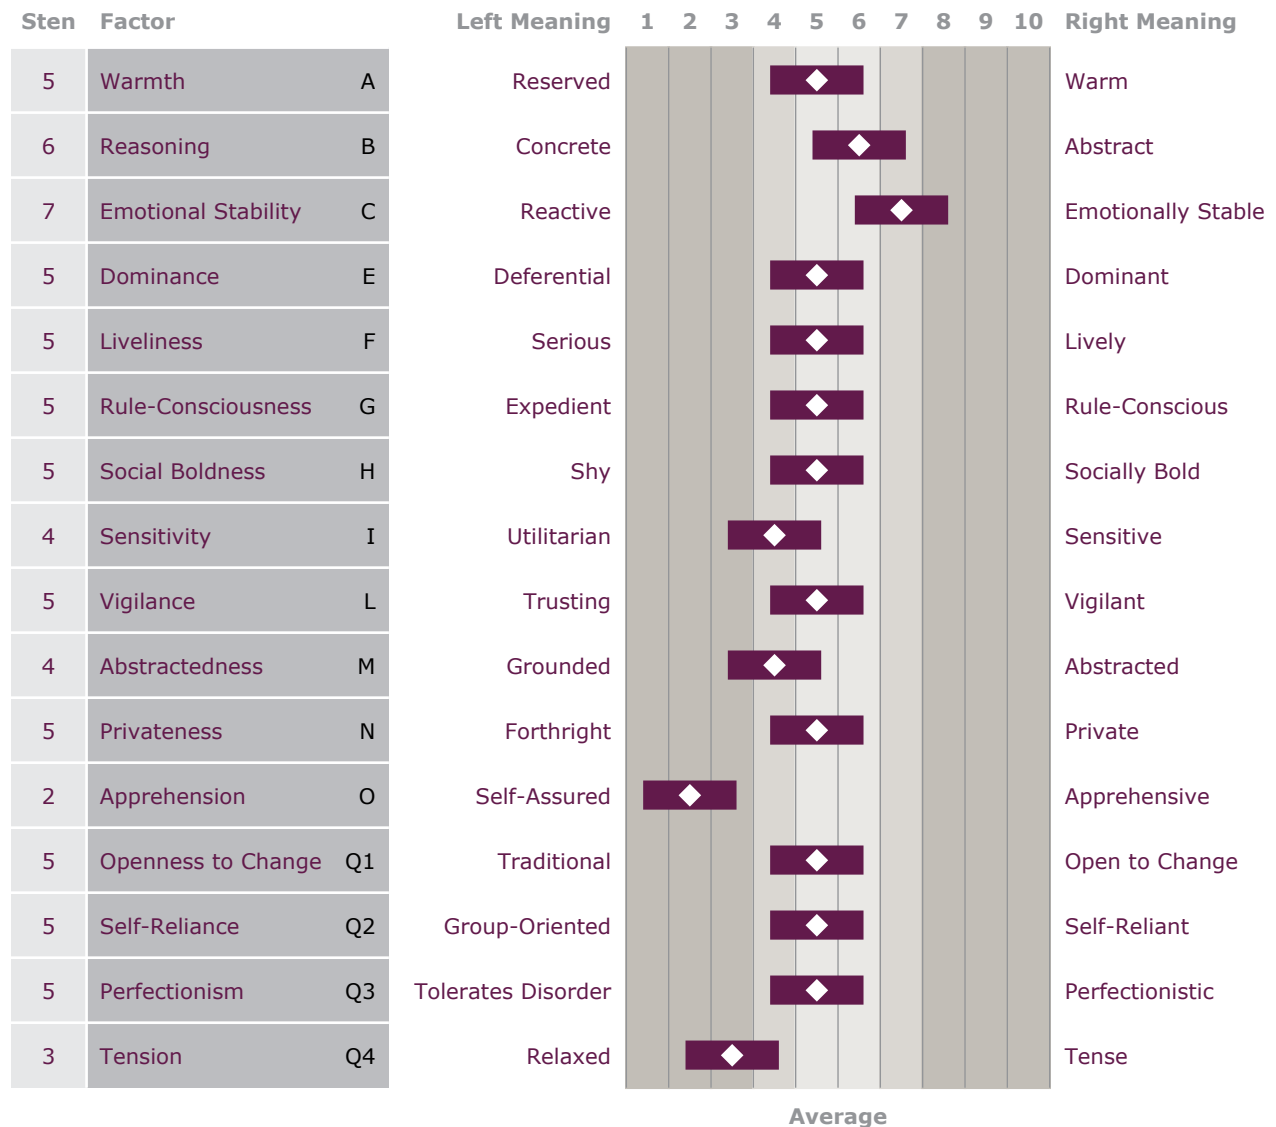 Sten Factor Left Meaning 1 2 3 4 5 6 7 8 9 10 Right Meaning
5 Warmth A Reserved Warm
6 Reasoning B Concrete Abstract
7 Emotional Stability C Reactive Emotionally Stable
5 Dominance E Deferential Dominant
5 Liveliness F Serious Lively
5 Rule-Consciousness G Expedient Rule-Conscious
5 Social Boldness H Shy Socially Bold
4 Sensitivity I Utilitarian Sensitive
5 Vigilance L Trusting Vigilant
4 Abstractedness M Grounded Abstracted
5 Privateness N Forthright Private
2 Apprehension O Self-Assured Apprehensive
5 Openness to Change Q1 Traditional Open to Change
5 Self-Reliance Q2 Group-Oriented Self-Reliant
5 Perfectionism Q3 Tolerates Disorder Perfectionistic
3 Tension Q4 Relaxed Tense
Average